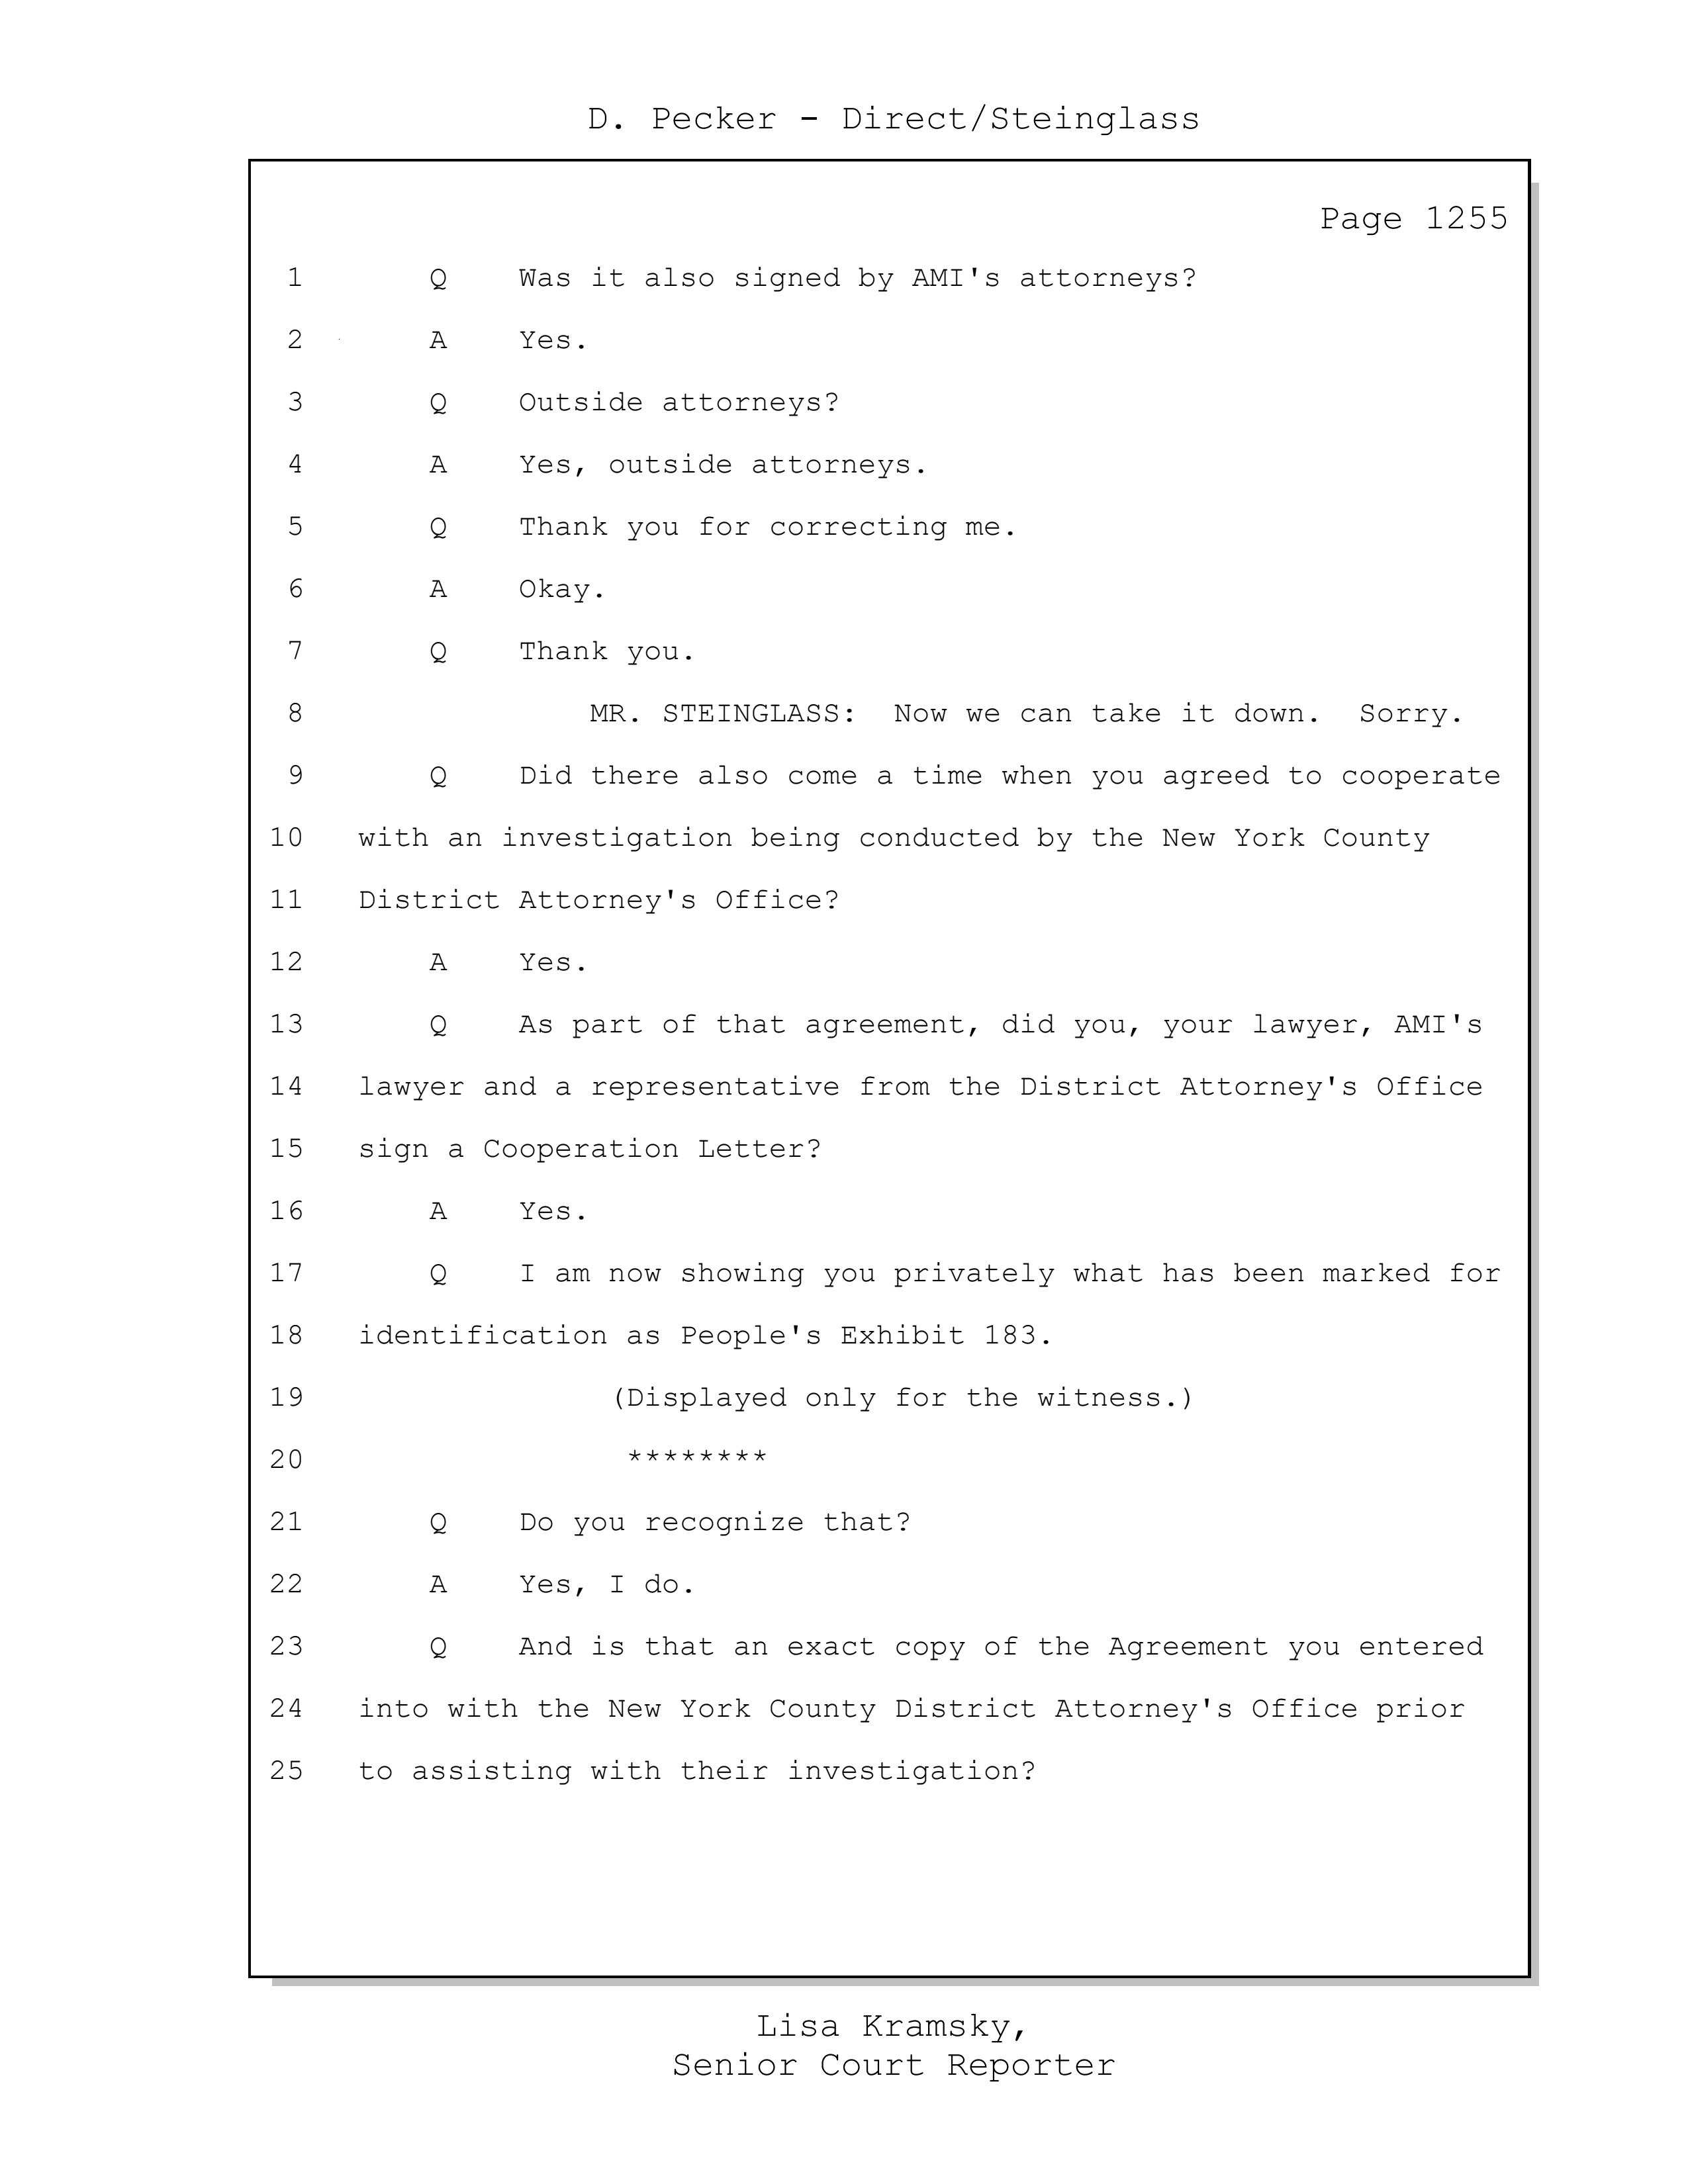 D. Pecker - Direct/Steinglass
Page 1255
1 Q Was it also signed by AMI's attorneys?
2 A Yes.
3 Q Outside attorneys?
4 A Yes, outside attorneys.
5 Q Thank you for correcting me.
6 A Okay.
7 Q Thank you.
8 MR. STEINGLASS: Now we can take it down. Sorry.
9 Q Did there also come a time when you agreed to cooperate
10 with an investigation being conducted by the New York County
11 District Attorney's Office?
12 A Yes.
13 Q As part of that agreement, did you, your lawyer, AMI's
14 lawyer and a representative from the District Attorney's Office
15 sign a Cooperation Letter?
16 A Yes.
17 Q I am now showing you privately what has been marked for
18 identification as People's Exhibit 183.
19 (Displayed only for the witness.)
20 ********
21 Q Do you recognize that?
22 A Yes, I do.
23 Q And is that an exact copy of the Agreement you entered
24 into with the New York County District Attorney's Office prior
25 to assisting with their investigation?
Lisa Kramsky,
Senior Court Reporter